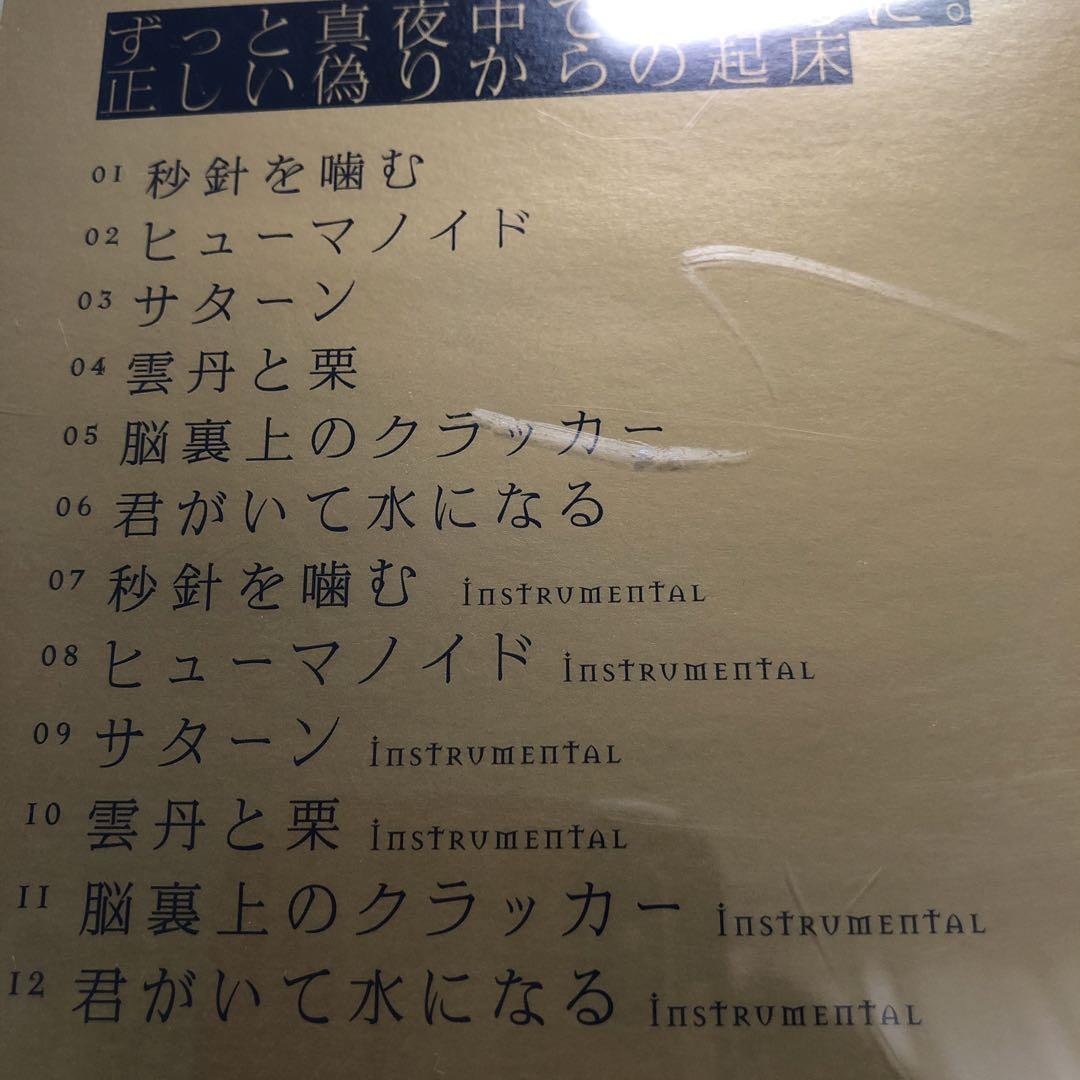 ずっと真夜中で に。
正しい偽りからの起床
01 秒針を噛む
02 ヒューマノイド
03 サターン
04 雲丹と栗
05 脳裏上のクラッカー
06 君がいて水になる
07 秒針を噛む INSTRUMENTAL
08 ヒューマノイド INSTRUMENTAL
09 サターン INSTRUMENTAL
10 雲丹と栗 INSTRUMENTAL
11 脳裏上のクラッカー INSTRUMENTAL
12 君がいて水になる INSTRUMENTAL